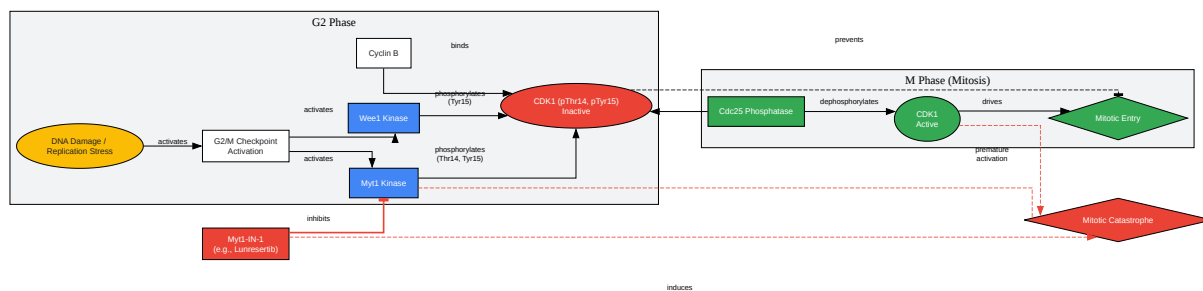 G2 Phase
Cyclin B
binds
prevents
M Phase (Mitosis)
phosphorylates
(Tyr15)
CDK1 (pThr14, pTyr15)
Inactive
activates
Wee1 Kinase
Cdc25 Phosphatase
dephosphorylates
CDK1
Active
drives
Mitotic Entry
DNA Damage /
Replication Stress
activates
G2/M Checkpoint
Activation
activates
phosphorylates
(Thr14, Tyr15)
premature
activation
Myt1 Kinase
inhibits
Mitotic Catastrophe
Myt1-IN-1
(e.g., Lunresertib)
induces